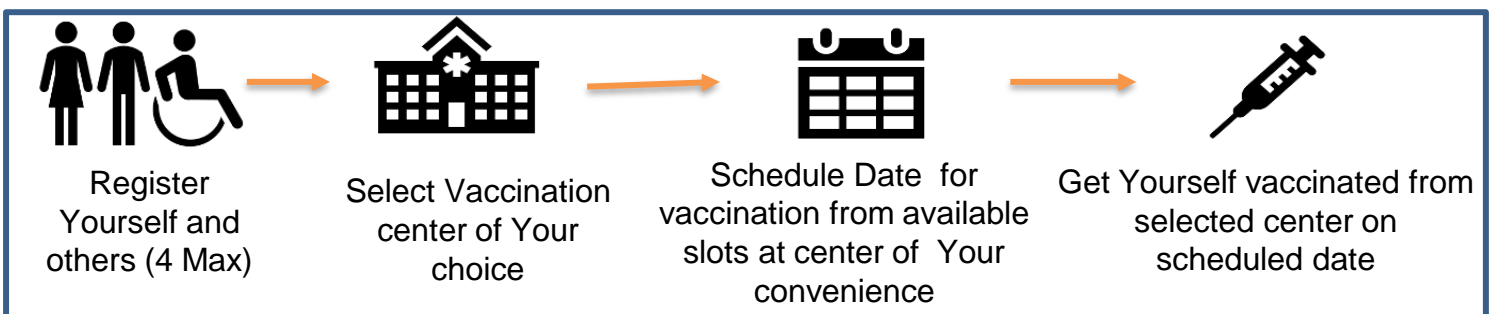 Register
Yourself and
others (4 Max)
Select Vaccination
center of Your
choice
Schedule Date for
vaccination from available
slots at center of Your
convenience
Get Yourself vaccinated from
selected center on
scheduled date